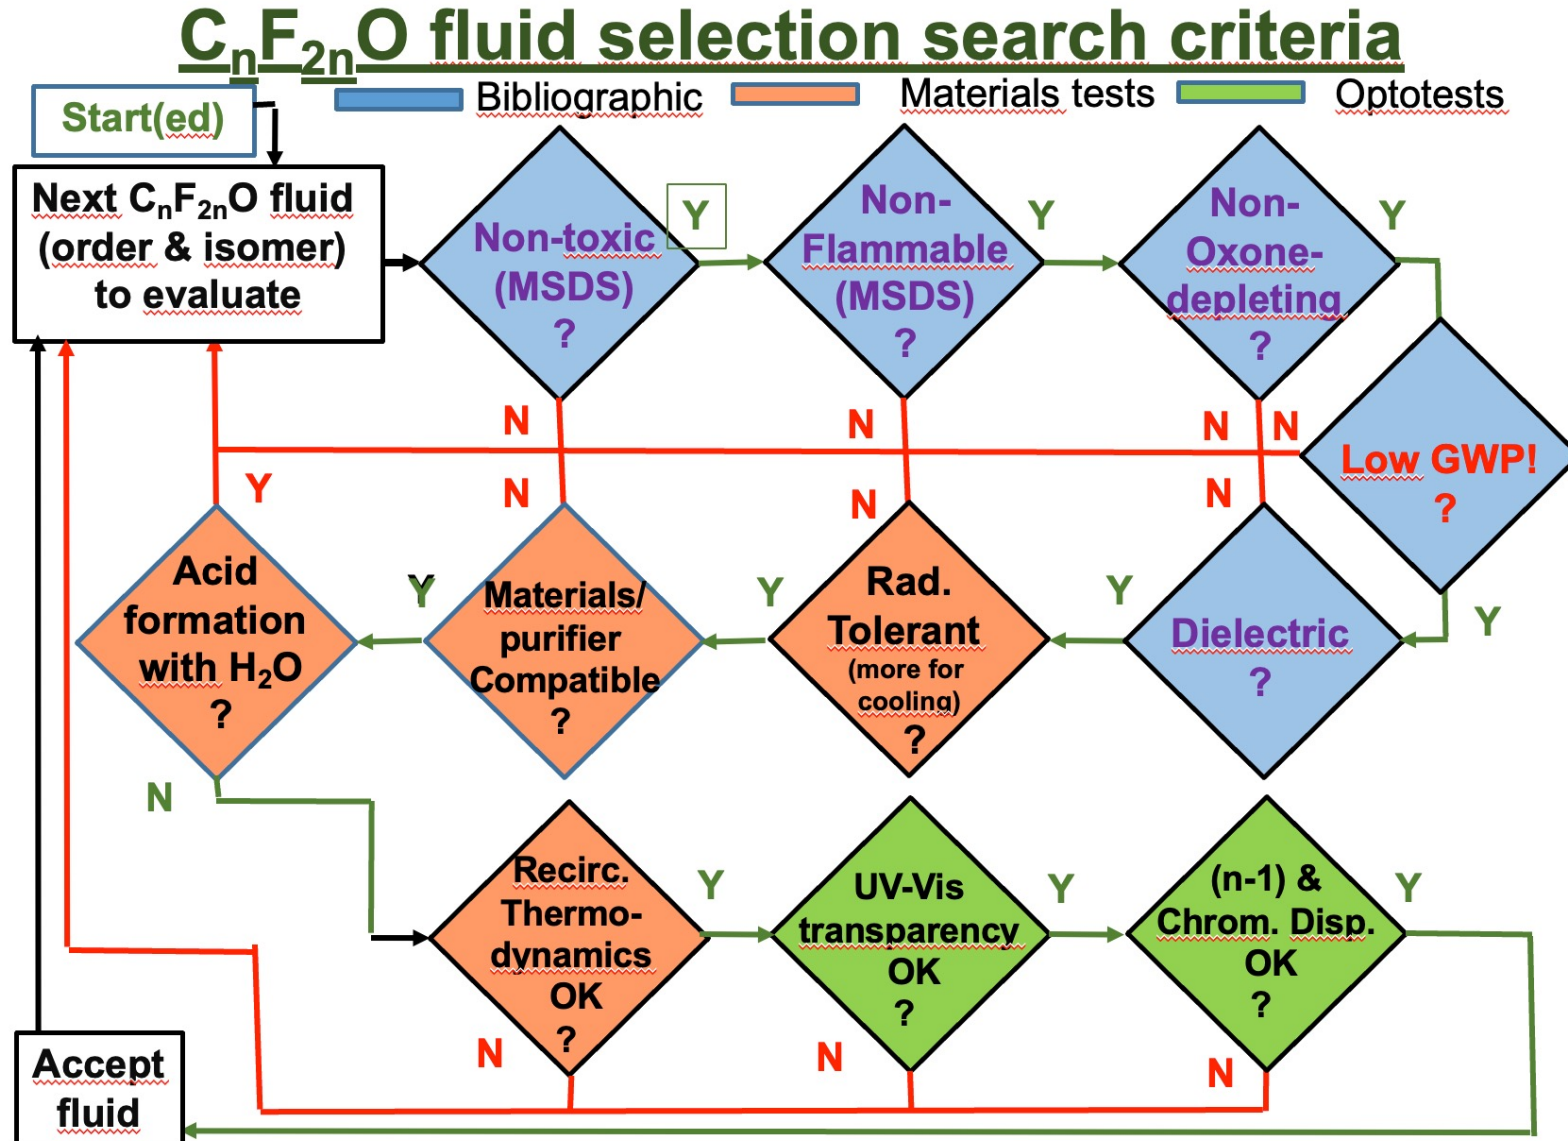 CnF2nO fluid selection search criteria
Bibliographic
Materials tests
Optotests
Start(ed)
Next CnF2nO fluid
(order & isomer)
to evaluate
Non-toxic
(MSDS)
?
Y
N
Non-
Flammable
(MSDS)
?
Y
N
Non-
Oxone-
depleting
?
Y
N
Low GWP!
?
N
Y
Dielectric
?
N
Y
Rad.
Tolerant
(more for
cooling)
?
N
Y
Materials/
purifier
Compatible
?
N
Y
Acid
formation
with H2O
?
Y
N
Recirc.
Thermo-
dynamics
OK
?
Y
N
UV-Vis
transparency
OK
?
Y
N
(n-1) &
Chrom. Disp.
OK
?
Y
N
Accept
fluid